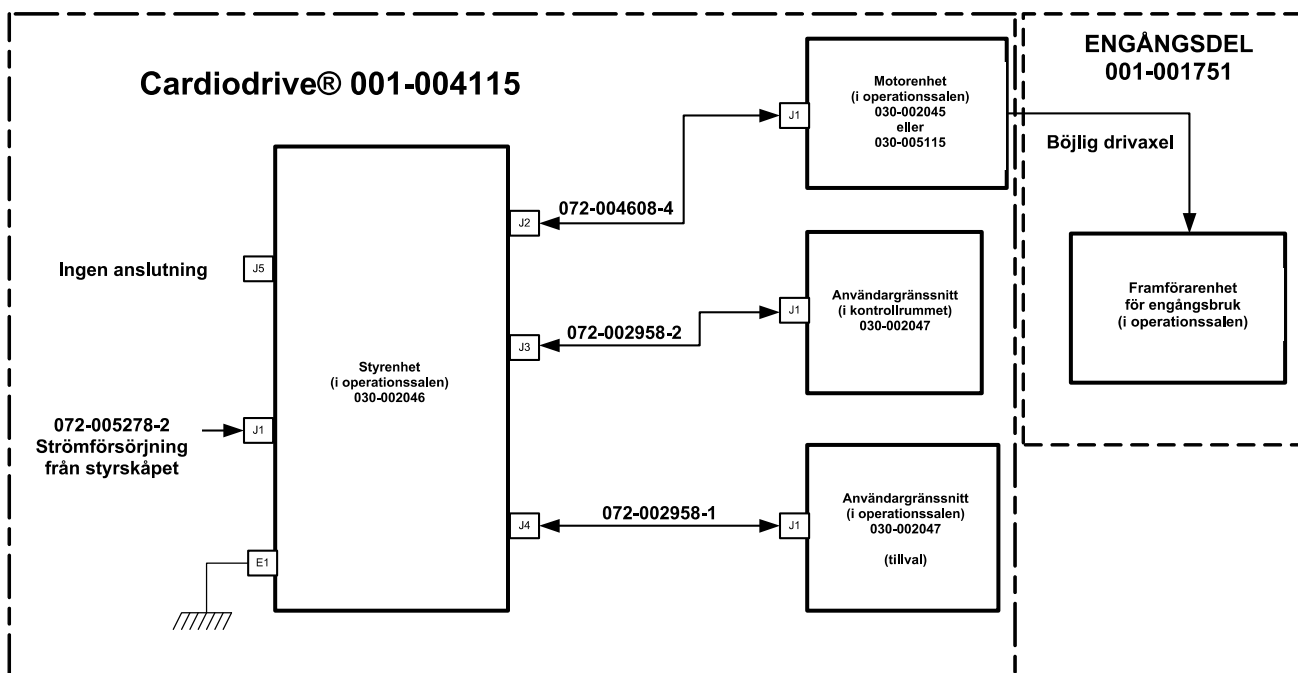 Cardiodrive® 001-004115
ENGÅNGSDEL
001-001751
Motorenhet
(i operationssalen)
030-002045
eller
030-005115
J1
Böjlig drivaxel
072-004608-4
J2
Ingen anslutning
J5
Användargränssnitt
(i kontrollrummet)
030-002047
J1
Framförarenhet
för engångsbruk
(i operationssalen)
072-002958-2
J3
Styrenhet
(i operationssalen)
030-002046
072-005278-2
Strömförsörjning
från styrskåpet
J1
072-002958-1
J4
J1
Användargränssnitt
(i operationssalen)
030-002047
(tillval)
E1